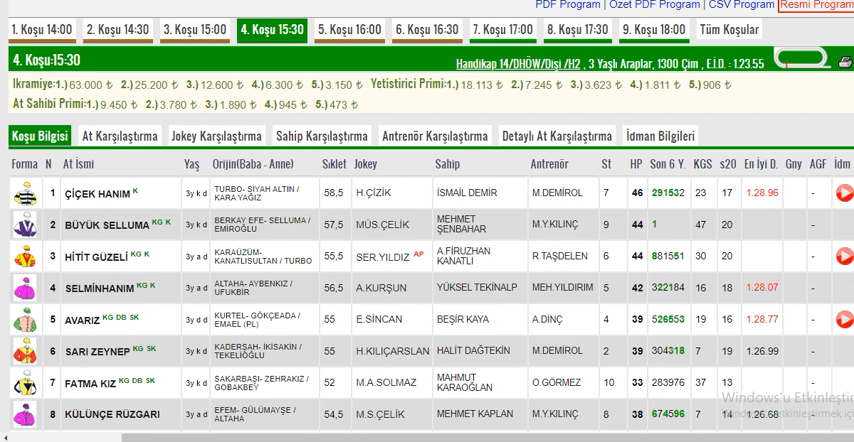 PDF Program | Özet PDF Program | CSV Program | Resmi Program
1. Koşu 14:00 2. Koşu 14:30 3. Koşu 15:00 4. Koşu 15:30 5. Koşu 16:00 6. Koşu 16:30 7. Koşu 17:00 8. Koşu 17:30 9. Koşu 18:00 Tüm Koşular
4. Koşu:15:30 Handikap 14/DHÖW/Dişi /H2 , 3 Yaşlı Araplar, 1300 Çim , E.İ.D. : 1.23.55
Ikramiye:1.) 63.000 ₺ 2.) 25.200 ₺ 3.) 12.600 ₺ 4.) 6.300 ₺ 5.) 3.150 ₺ Yetistirici Primi:1.) 18.113 ₺ 2.) 7.245 ₺ 3.) 3.623 ₺ 4.) 1.811 ₺ 5.) 906 ₺
At Sahibi Primi:1.) 9.450 ₺ 2.) 3.780 ₺ 3.) 1.890 ₺ 4.) 945 ₺ 5.) 473 ₺
Koşu Bilgisi At Karşılaştırma Jokey Karşılaştırma Sahip Karşılaştırma Antrenör Karşılaştırma Detaylı At Karşılaştırma İdman Bilgileri
Forma N At İsmi Yaş Orijin(Baba - Anne) Sıklet Jokey Sahip Antrenör St HP Son 6 Y. KGS s20 En İyi D. Gny AGF İdm
1 ÇİÇEK HANIM K 3y k d TURBO- SİYAH ALTIN / KARA YAĞIZ 58,5 H.ÇİZİK İSMAİL DEMİR M.DEMİROL 7 46 291532 23 17 1.28.96 -
2 BÜYÜK SELLUMA KG K 3y k d BERKAY EFE- SELLUMA / EMİROĞLU 57,5 MÜS.ÇELİK MEHMET ŞENBAHAR M.Y.KILINÇ 9 44 1 47 20 -
3 HİTİT GÜZELİ KG K 3y a d KARAÜZÜM- KANATLISULTAN / TURBO 55,5 SER.YILDIZ AP A.FİRUZHAN KANATLI R.TAŞDELEN 6 44 881551 30 20 -
4 SELMİNHANIM KG K 3y a d ALTAHA- AYBENKIZ / UFUKBİR 56,5 A.KURŞUN YÜKSEL TEKİNALP MEH.YILDIRIM 5 42 322184 16 18 1.28.07 -
5 AVARIZ KG DB SK 3y a d KURTEL- GÖKÇEADA / EMAEL (PL) 55 E.SİNCAN BEŞİR KAYA A.DİNÇ 4 39 526553 19 16 1.28.77 -
6 SARI ZEYNEP KG SK 3y a d KADERŞAH- İKİSAKİN / TEKELİOĞLU 55 H.KILIÇARSLAN HALİT DAĞTEKİN M.DEMİROL 2 39 304318 7 19 1.26.99 -
7 FATMA KIZ KG DB SK 3y k d SAKARBAŞI- ZEHRAKIZ / GOBAKBEY 52 M.A.SOLMAZ MAHMUT KARAOĞLAN O.GÖRMEZ 10 33 283976 37 13 -
8 KÜLÜNÇE RÜZGARI 3y a d EFEM- GÜLÜMAYŞE / ALTAHA 54,5 M.S.ÇELİK MEHMET KAPLAN M.Y.KILINÇ 8 38 674596 7 14 1.26.68 -
Windows'u Etkinleştir